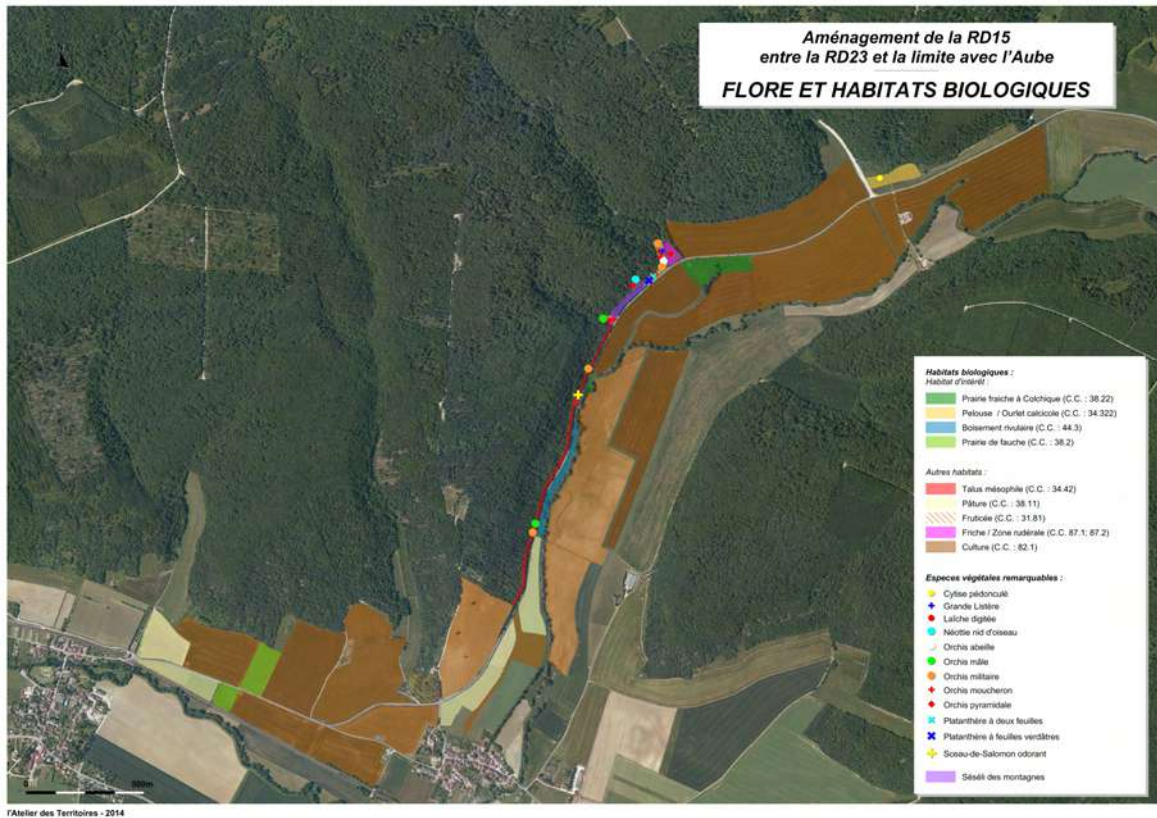 Aménagement de la RD15
entre la RD23 et la limite avec l'Aube
FLORE ET HABITATS BIOLOGIQUES
Habitats biologiques :
Habitat d'intérêt :
Prairie fraiche à Colchique (C.C. : 38.22)
Pelouse / Ourlet calcicole (C.C. : 34.322)
Boisement rivulaire (C.C. : 44.3)
Prairie de fauche (C.C. : 38.2)
Autres habitats :
Talus mésophile (C.C. : 34.42)
Pâture (C.C. : 38.11)
Fruticée (C.C. : 31.81)
Friche / Zone rudérale (C.C. 87.1; 87.2)
Culture (C.C. : 82.1)
Especes végétales remarquables :
Cytise pédonculé
Grande Listère
Laîche digitée
Néottie nid d'oiseau
Orchis abeille
Orchis mâle
Orchis militaire
Orchis moucheron
Orchis pyramidale
Platanthère à deux feuilles
Platanthère à feuilles verdâtres
Sceau-de-Salomon odorant
Séséli des montagnes
0 500m
l'Atelier des Territoires - 2014